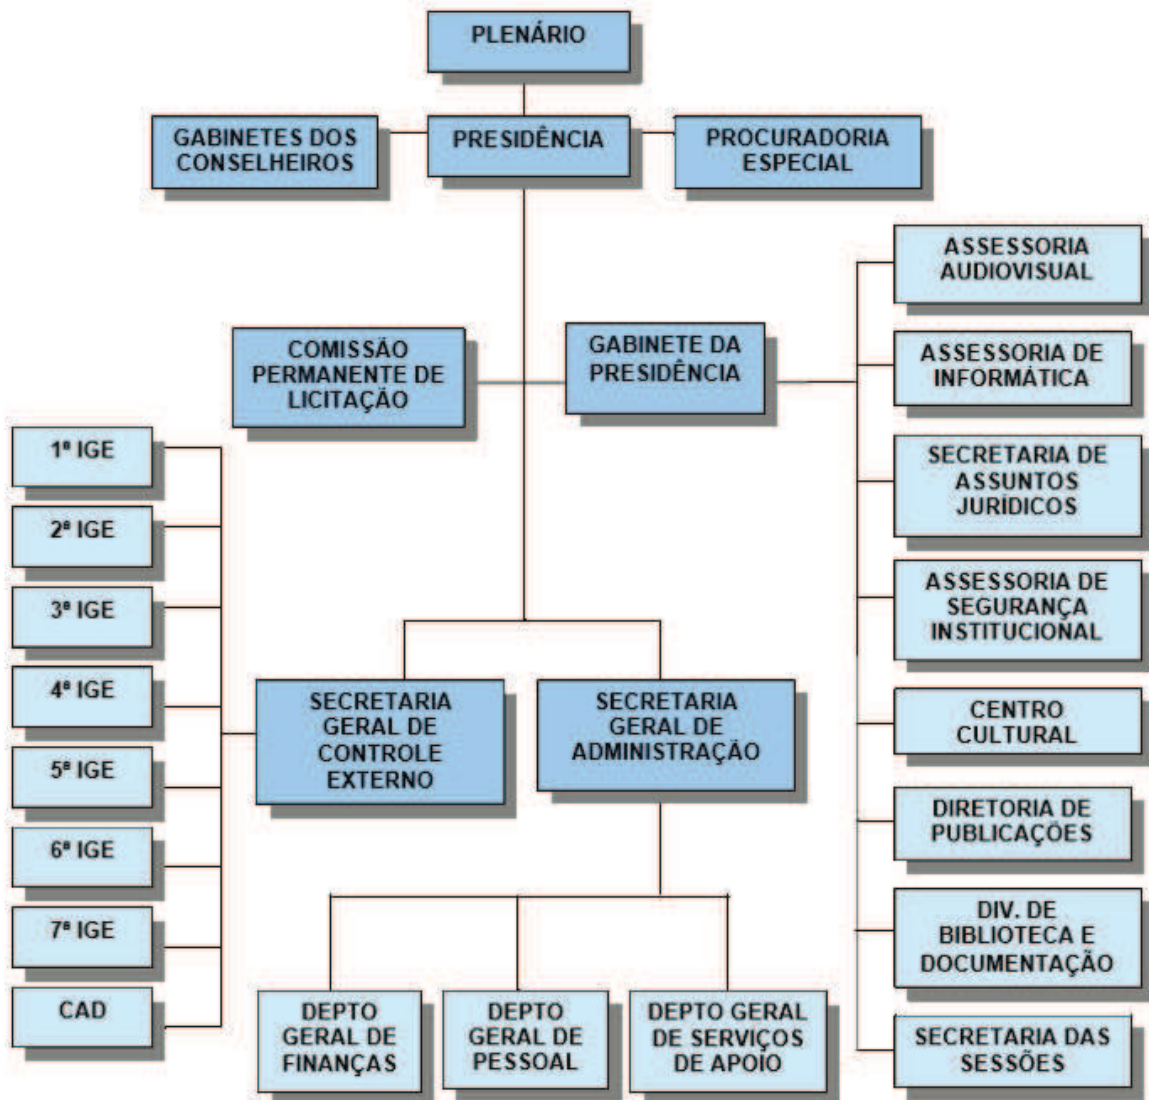 PLENÁRIO
GABINETES DOS
CONSELHEIROS
PRESIDÊNCIA
PROCURADORIA
ESPECIAL
ASSESSORIA
AUDIOVISUAL
COMISSÃO
PERMANENTE DE
LICITAÇÃO
GABINETE DA
PRESIDÊNCIA
ASSESSORIA DE
INFORMÁTICA
SECRETARIA DE
ASSUNTOS
JURÍDICOS
ASSESSORIA DE
SEGURANÇA
INSTITUCIONAL
CENTRO
CULTURAL
DIRETORIA DE
PUBLICAÇÕES
DIV. DE
BIBLIOTECA E
DOCUMENTAÇÃO
SECRETARIA DAS
SESSÕES
1ª IGE
2ª IGE
3ª IGE
4ª IGE
5ª IGE
6ª IGE
7ª IGE
CAD
SECRETARIA
GERAL DE
CONTROLE
EXTERNO
SECRETARIA
GERAL DE
ADMINISTRAÇÃO
DEPTO
GERAL DE
FINANÇAS
DEPTO
GERAL DE
PESSOAL
DEPTO GERAL
DE SERVIÇOS
DE APOIO